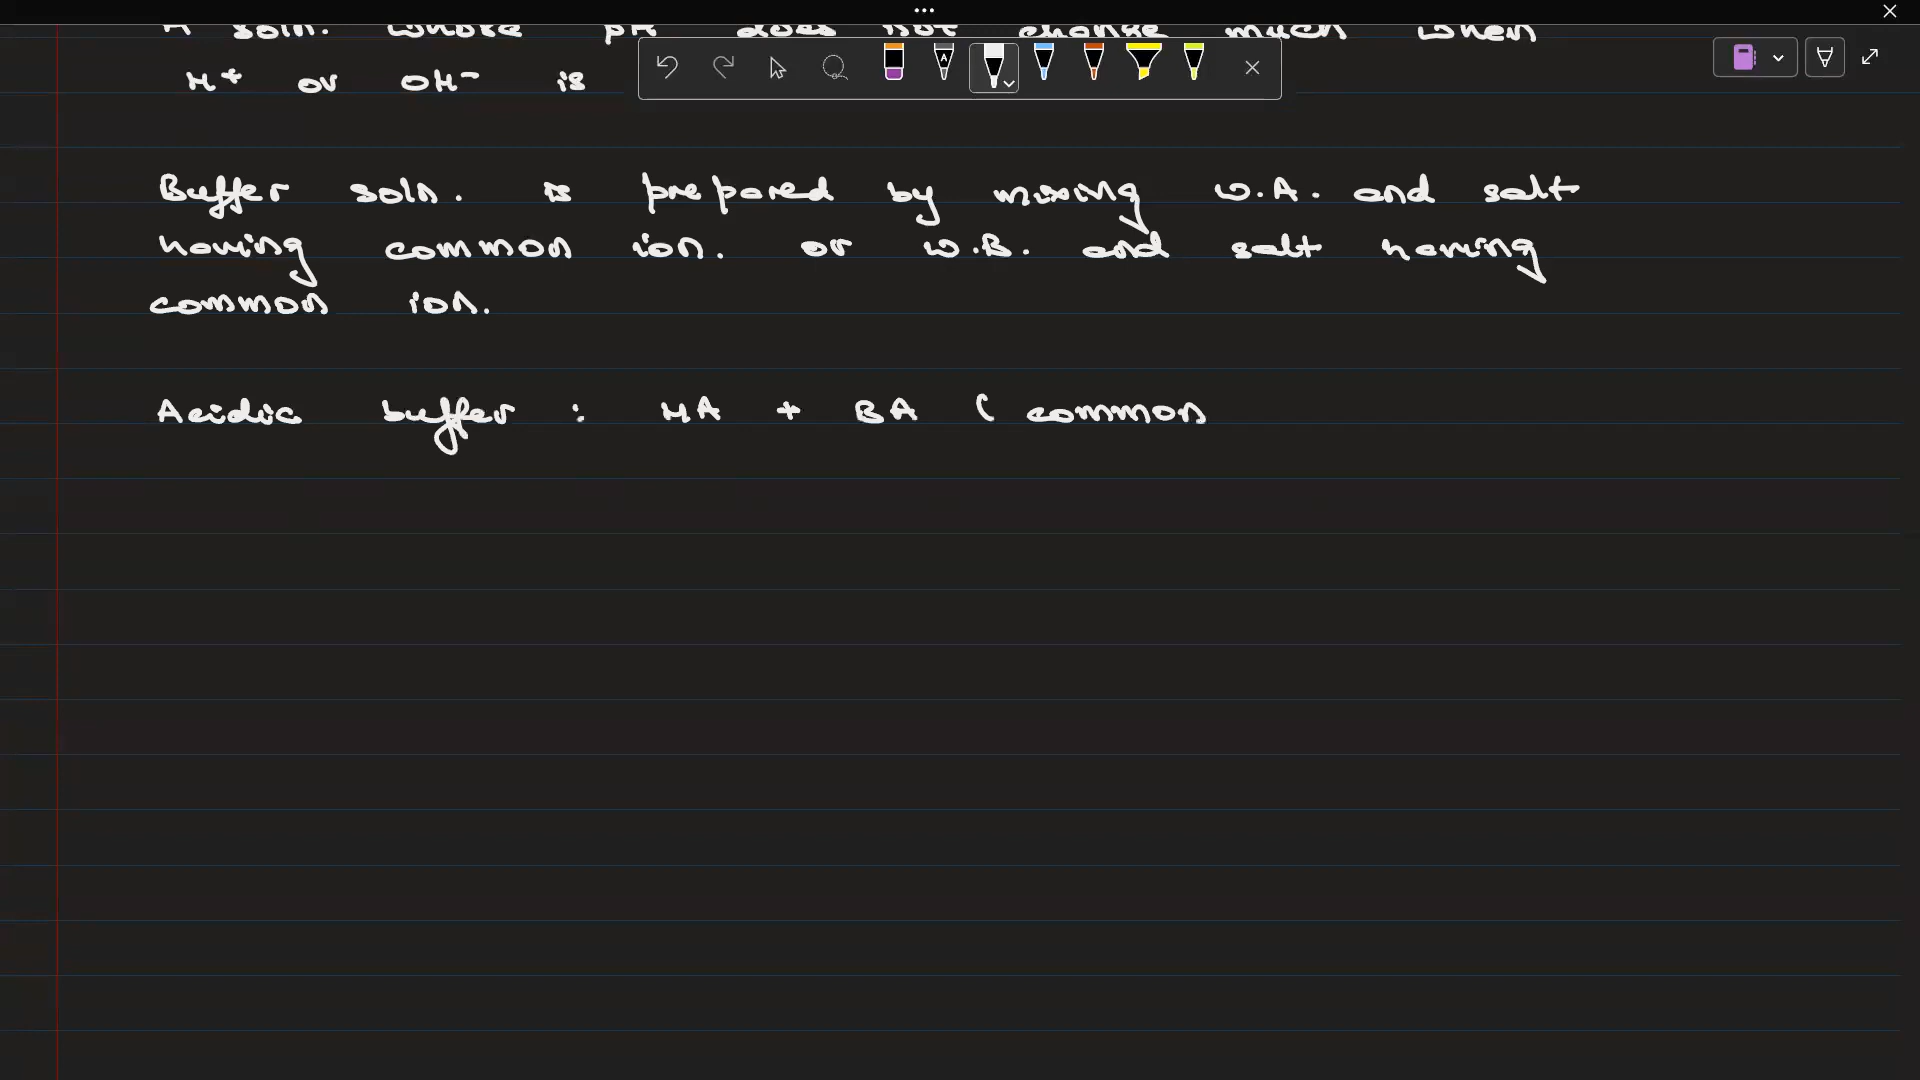 A soln. whose pH does not change much when
H+ or OH- is
Buffer soln. is prepared by mixing W.A. and salt
having common ion. or W.B. and salt having
common ion.
Acidic buffer : HA + BA ( common